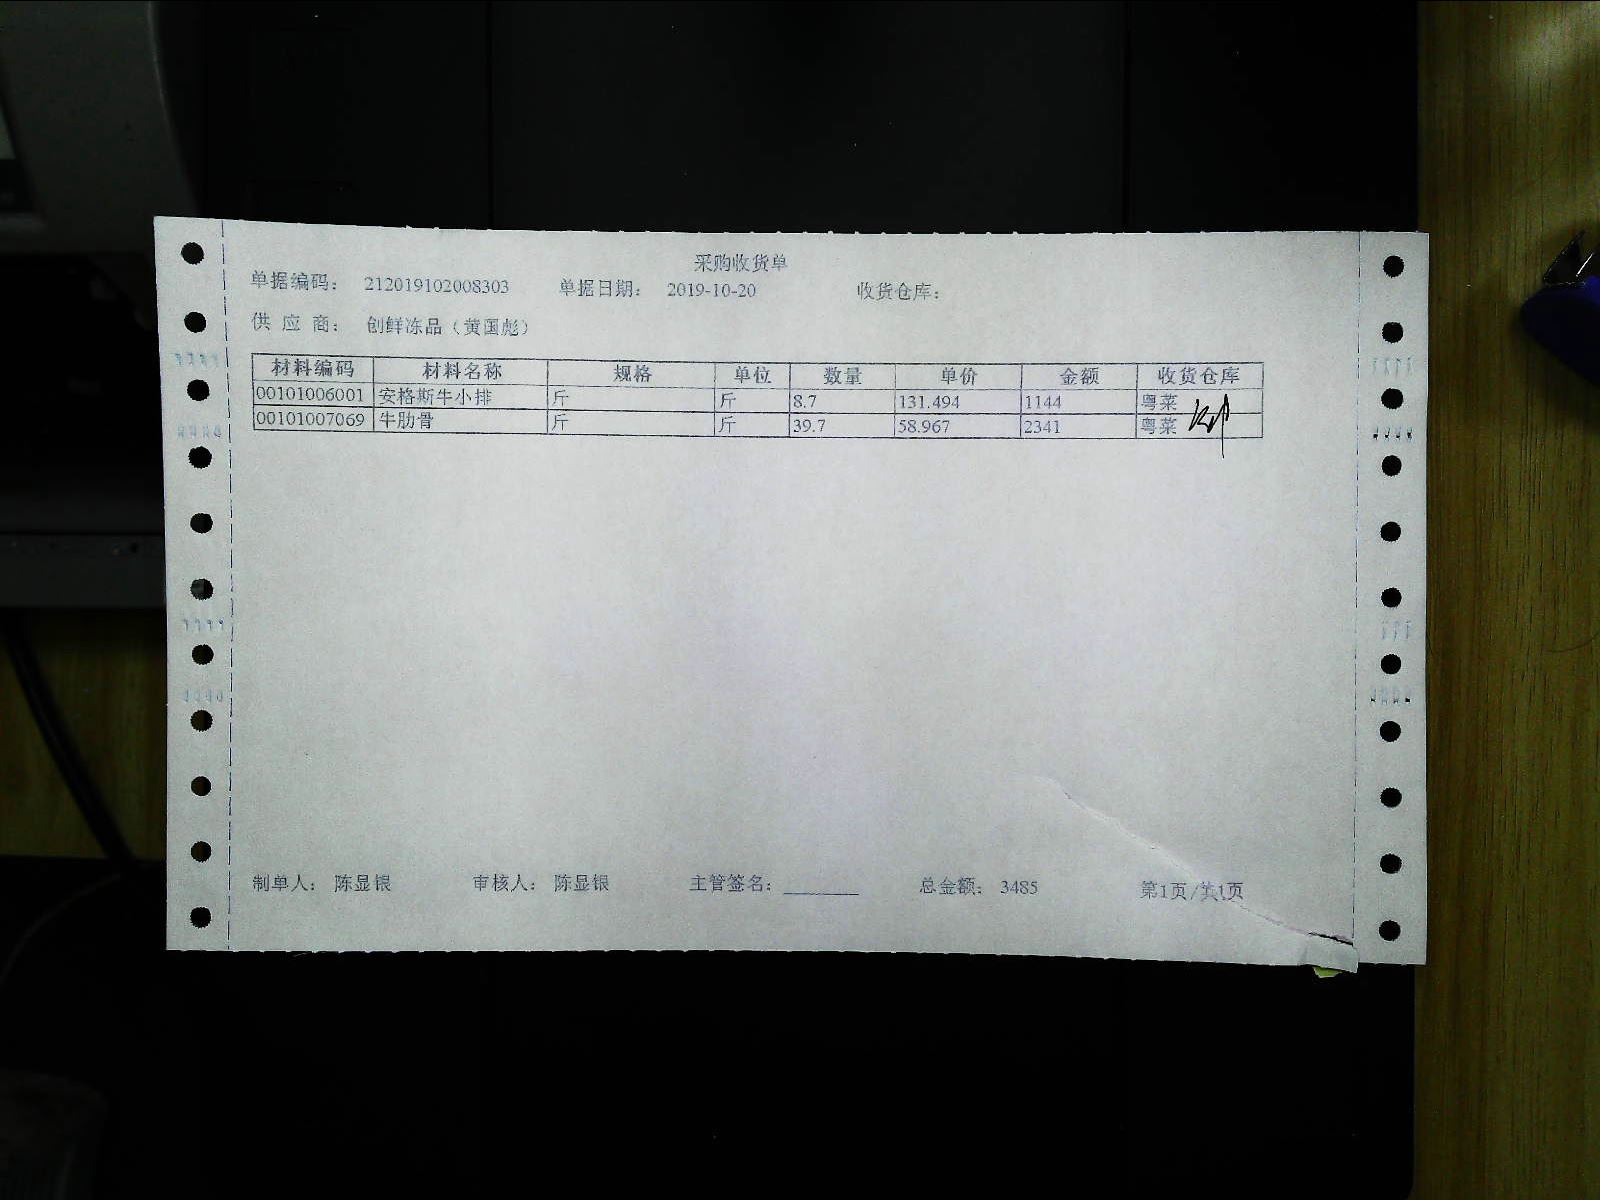 采购收货单
单据编码： 212019102008303 单据日期： 2019-10-20 收货仓库：
供 应 商： 创鲜冻品（黄国彪）
材料编码 材料名称 规格 单位 数量 单价 金额 收货仓库
00101006001 安格斯牛小排 斤 斤 8.7 131.494 1144 粤菜
00101007069 牛肋骨 斤 斤 39.7 58.967 2341 粤菜
制单人： 陈显银 审核人： 陈显银 主管签名：________ 总金额： 3485 第1页/共1页